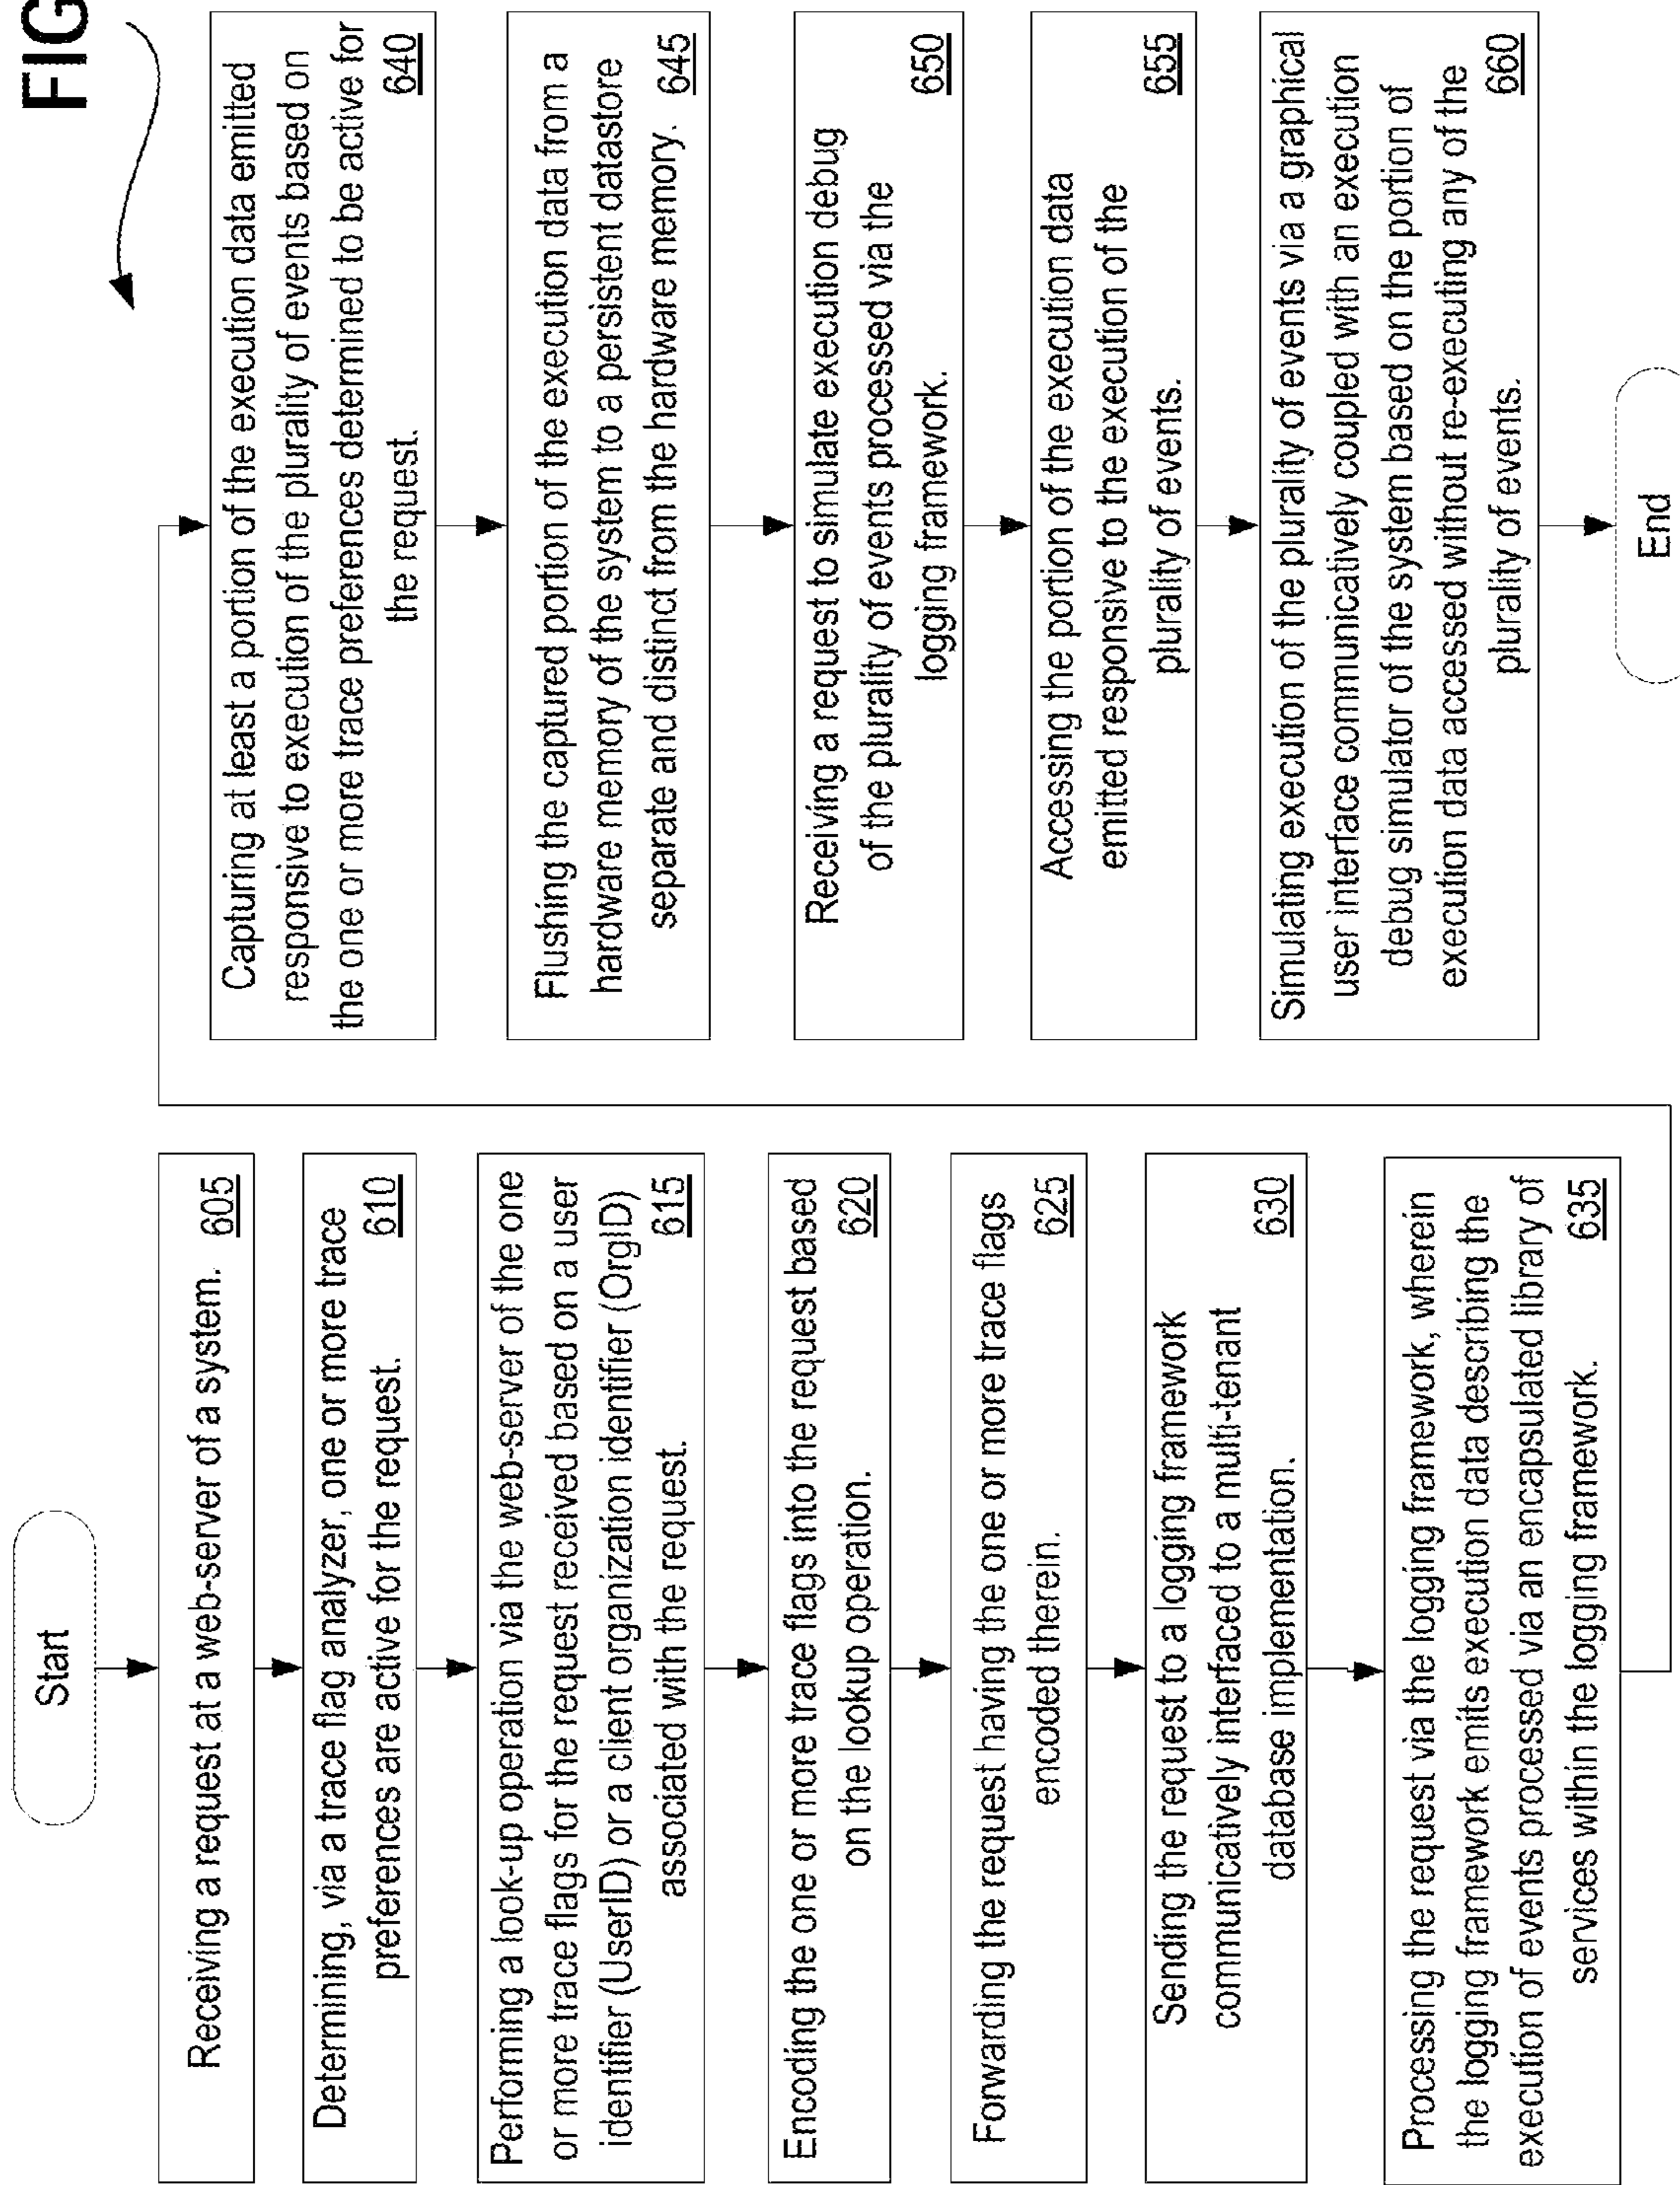 FIG
Start
Receiving a request at a web-server of a system. 605
Determining, via a trace flag analyzer, one or more trace
preferences are active for the request. 610
Performing a look-up operation via the web-server of the one
or more trace flags for the request received based on a user
identifier (UserID) or a client organization identifier (OrgID)
associated with the request. 615
Encoding the one or more trace flags into the request based
on the lookup operation. 620
Forwarding the request having the one or more trace flags
encoded therein. 625
Sending the request to a logging framework
communicatively interfaced to a multi-tenant
database implementation. 630
Processing the request via the logging framework, wherein
the logging framework emits execution data describing the
execution of events processed via an encapsulated library of
services within the logging framework. 635
Capturing at least a portion of the execution data emitted
responsive to execution of the plurality of events based on
the one or more trace preferences determined to be active for
the request. 640
Flushing the captured portion of the execution data from a
hardware memory of the system to a persistent datastore
separate and distinct from the hardware memory. 645
Receiving a request to simulate execution debug
of the plurality of events processed via the
logging framework. 650
Accessing the portion of the execution data
emitted responsive to the execution of the
plurality of events. 655
Simulating execution of the plurality of events via a graphical
user interface communicatively coupled with an execution
debug simulator of the system based on the portion of
execution data accessed without re-executing any of the
plurality of events. 660
End